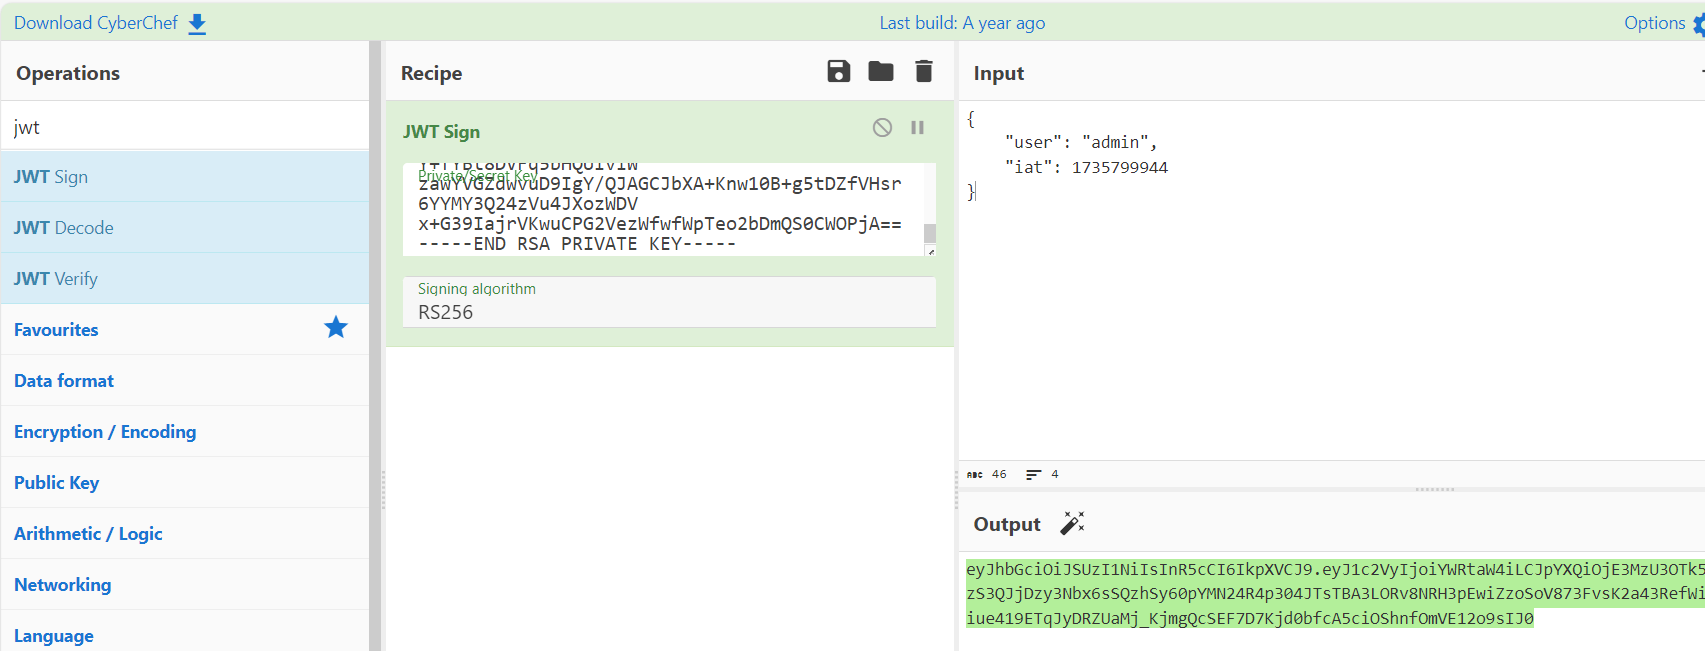 Download CyberChef
Last build: A year ago
Options
Operations
jwt
JWT Sign
JWT Decode
JWT Verify
Favourites
Data format
Encryption / Encoding
Public Key
Arithmetic / Logic
Networking
Language
Recipe
JWT Sign
Private/Secret Key
zawYVGZdwvuD9IgY/QJAGCJbXA+Knw10B+g5tDZfVHsr
6YYMY3Q24zVu4JXozWDV
x+G39IajrVKwuCPG2VezWfwfWpTeo2bDmQS0CWOPjA==
-----END RSA PRIVATE KEY-----
Signing algorithm
RS256
Input
{
"user": "admin",
"iat": 1735799944
}
ABC 46 4
Output
eyJhbGciOiJSUzI1NiIsInR5cCI6IkpXVCJ9.eyJ1c2VyIjoiYWRtaW4iLCJpYXQiOjE3MzU3OTk5
zS3QJjDzy3Nbx6sSQzhSy60pYMN24R4p304JTsTBA3LORv8NRH3pEwiZzoSoV873FvsK2a43RefWi
iue419ETqJyDRZUaMj_KjmgQcSEF7D7Kjd0bfcA5ciOShnfOmVE12o9sIJ0